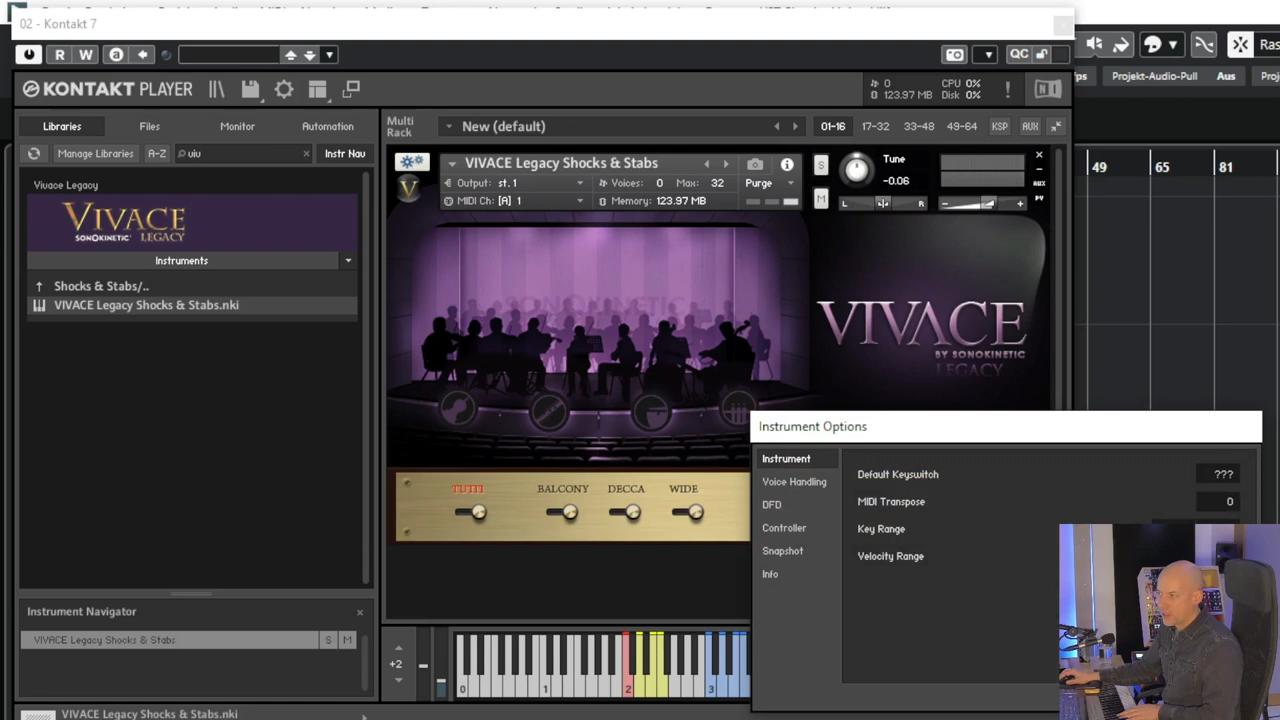 02 - Kontakt 7
R W a QC
KONTAKT PLAYER
0
123.97 MB
CPU 0%
Disk 0%
!
Projekt-Audio-Pull Aus
Libraries Files Monitor Automation
Multi
Rack
New (default)
01-16 17-32 33-48 49-64 KSP AUX
Manage Libraries A-Z viv × Instr Nav
49 65 81
VIVACE Legacy Shocks & Stabs
S
Tune
-0.06
Output: st.1 Voices: 0 Max: 32 Purge
MIDI Ch: [A] 1 Memory: 123.97 MB
M
L R
- +
AUX
PV
Vivace Legacy
VIVACE
SONOKINETIC LEGACY
Instruments
Shocks & Stabs/..
VIVACE Legacy Shocks & Stabs.nki
V
SONOKINETIC
VIVACE
BY SONOKINETIC
LEGACY
TUTTI BALCONY DECCA WIDE
Instrument Options
Instrument
Voice Handling
DFD
Controller
Snapshot
Info
Default Keyswitch ???
MIDI Transpose 0
Key Range
Velocity Range
Instrument Navigator ×
VIVACE Legacy Shocks & Stabs S M
+2
0 1 2 3
VIVACE Legacy Shocks & Stabs.nki